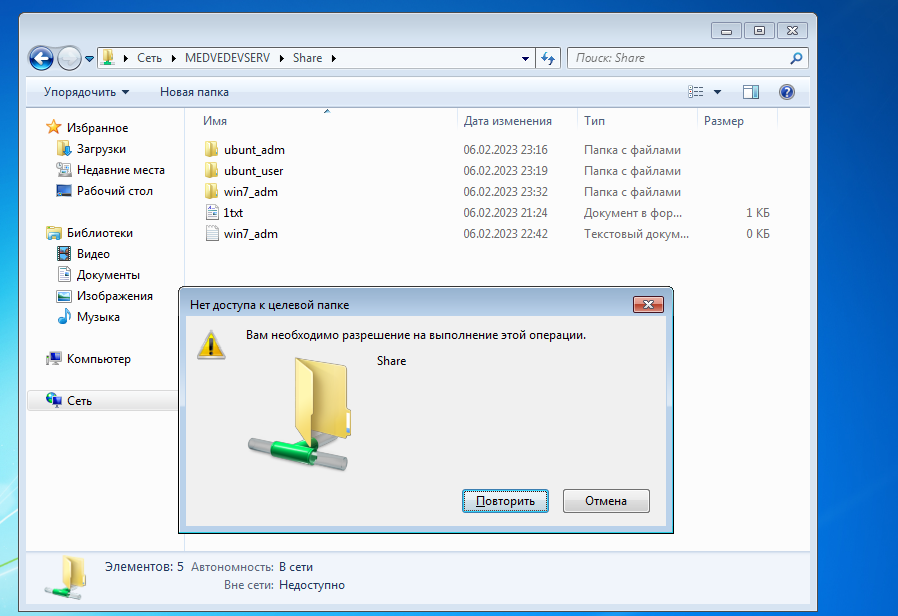 Сеть MEDVEDEVSERV Share
Поиск: Share
Упорядочить Новая папка
Имя Дата изменения Тип Размер
Избранное
Загрузки
Недавние места
Рабочий стол
Библиотеки
Видео
Документы
Изображения
Музыка
Компьютер
Сеть
ubunt_adm 06.02.2023 23:16 Папка с файлами
ubunt_user 06.02.2023 23:19 Папка с файлами
win7_adm 06.02.2023 23:32 Папка с файлами
1txt 06.02.2023 21:24 Документ в фор... 1 КБ
win7_adm 06.02.2023 22:42 Текстовый докум... 0 КБ
Нет доступа к целевой папке
Вам необходимо разрешение на выполнение этой операции.
Share
Повторить Отмена
Элементов: 5 Автономность: В сети
Вне сети: Недоступно